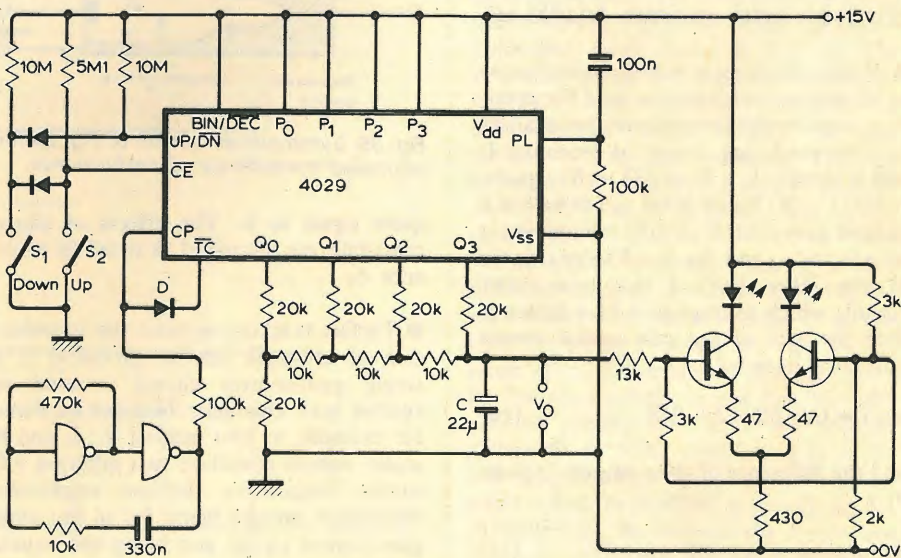 +15V
10M
5M1
10M
100n
BIN/DEC
P0
P1
P2
P3
Vdd
PL
UP/DN
CE
4029
100k
CP
TC
Q0
Q1
Q2
Q3
Vss
S1
S2
Down
Up
D
20k
20k
20k
20k
3k
10k
10k
10k
13k
470k
100k
20k
C
22μ
VO
3k
47
47
430
2k
10k
330n
0V